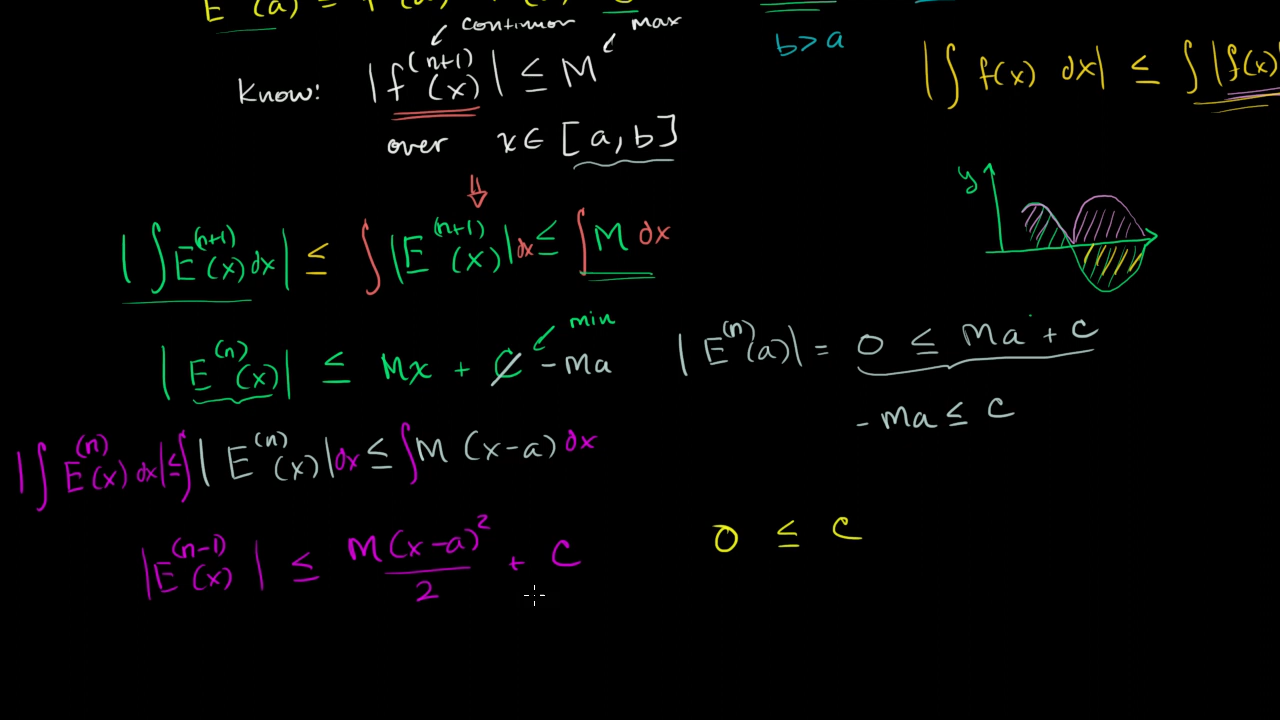 E (a) =
continuous max
b > a
Know: |f^(n+1)(x)| ≤ M
|∫ f(x) dx| ≤ ∫ |f(x)
over x ∈ [a, b]
y
|∫ E^(n+1)(x) dx| ≤ ∫ |E^(n+1)(x)| dx ≤ ∫ M dx
min
|E^(n)(x)| ≤ Mx + C -Ma
|E^(n)(a)| = 0 ≤ Ma + C
-Ma ≤ C
|∫ E^(n)(x) dx| ≤ ∫ |E^(n)(x)| dx ≤ ∫ M (x-a) dx
|E^(n-1)(x)| ≤ M(x-a)^2/2 + C
0 ≤ C